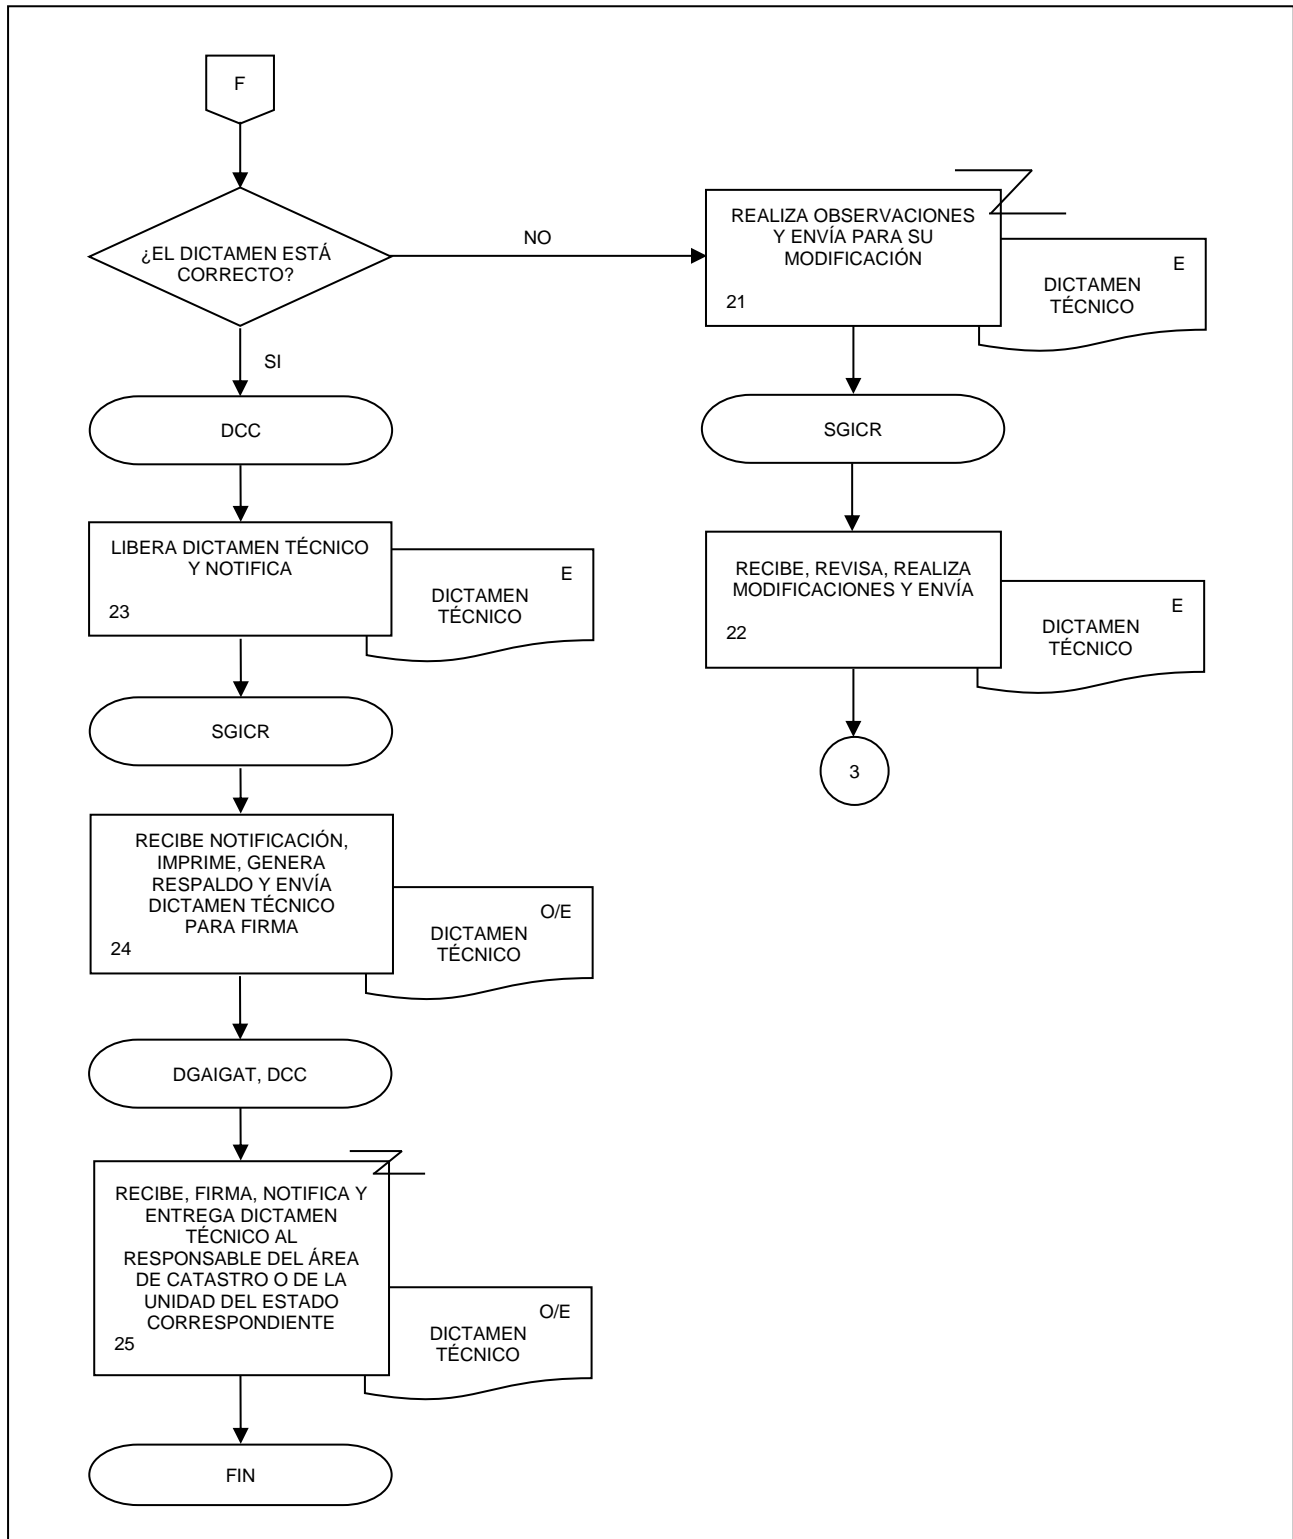 F
¿EL DICTAMEN ESTÁ
CORRECTO?
NO
SI
REALIZA OBSERVACIONES
Y ENVÍA PARA SU
MODIFICACIÓN
21
E
DICTAMEN
TÉCNICO
SGICR
RECIBE, REVISA, REALIZA
MODIFICACIONES Y ENVÍA
22
E
DICTAMEN
TÉCNICO
3
DCC
LIBERA DICTAMEN TÉCNICO
Y NOTIFICA
23
E
DICTAMEN
TÉCNICO
SGICR
RECIBE NOTIFICACIÓN,
IMPRIME, GENERA
RESPALDO Y ENVÍA
DICTAMEN TÉCNICO
PARA FIRMA
24
O/E
DICTAMEN
TÉCNICO
DGAIGAT, DCC
RECIBE, FIRMA, NOTIFICA Y
ENTREGA DICTAMEN
TÉCNICO AL
RESPONSABLE DEL ÁREA
DE CATASTRO O DE LA
UNIDAD DEL ESTADO
CORRESPONDIENTE
25
O/E
DICTAMEN
TÉCNICO
FIN